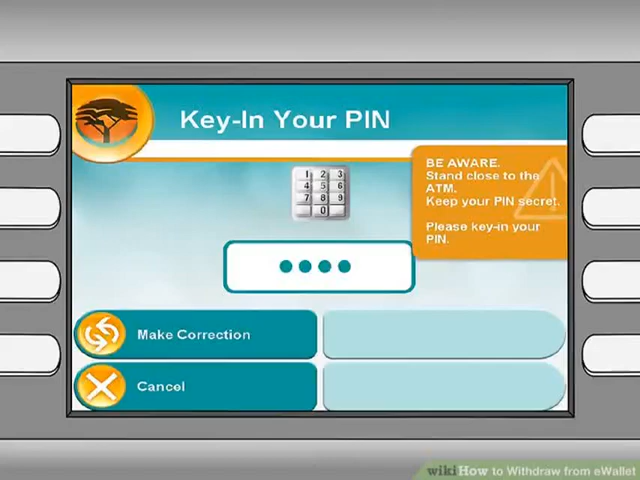 Key-In Your PIN
1 2 3
4 5 6
7 8 9
0
BE AWARE.
Stand close to the
ATM.
Keep your PIN secret.
Please key-in your
PIN.
Make Correction
Cancel
wikiHow to Withdraw from eWallet